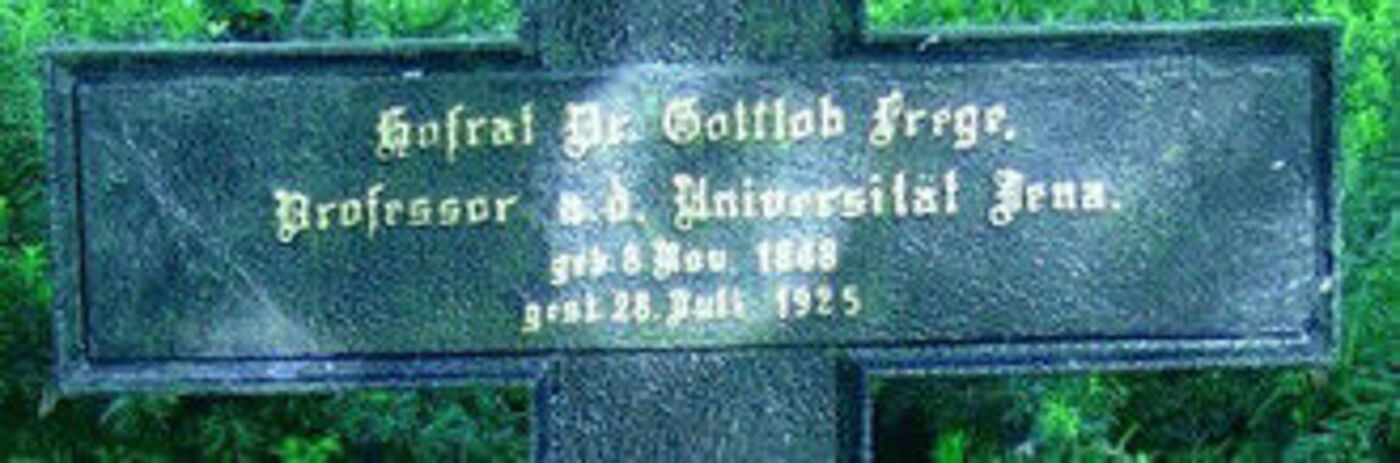 Hofrat Dr. Gottlob Frege.
Professor a.d. Universität Jena.
geb. 8 Nov. 1848
gest. 26. Juli 1925